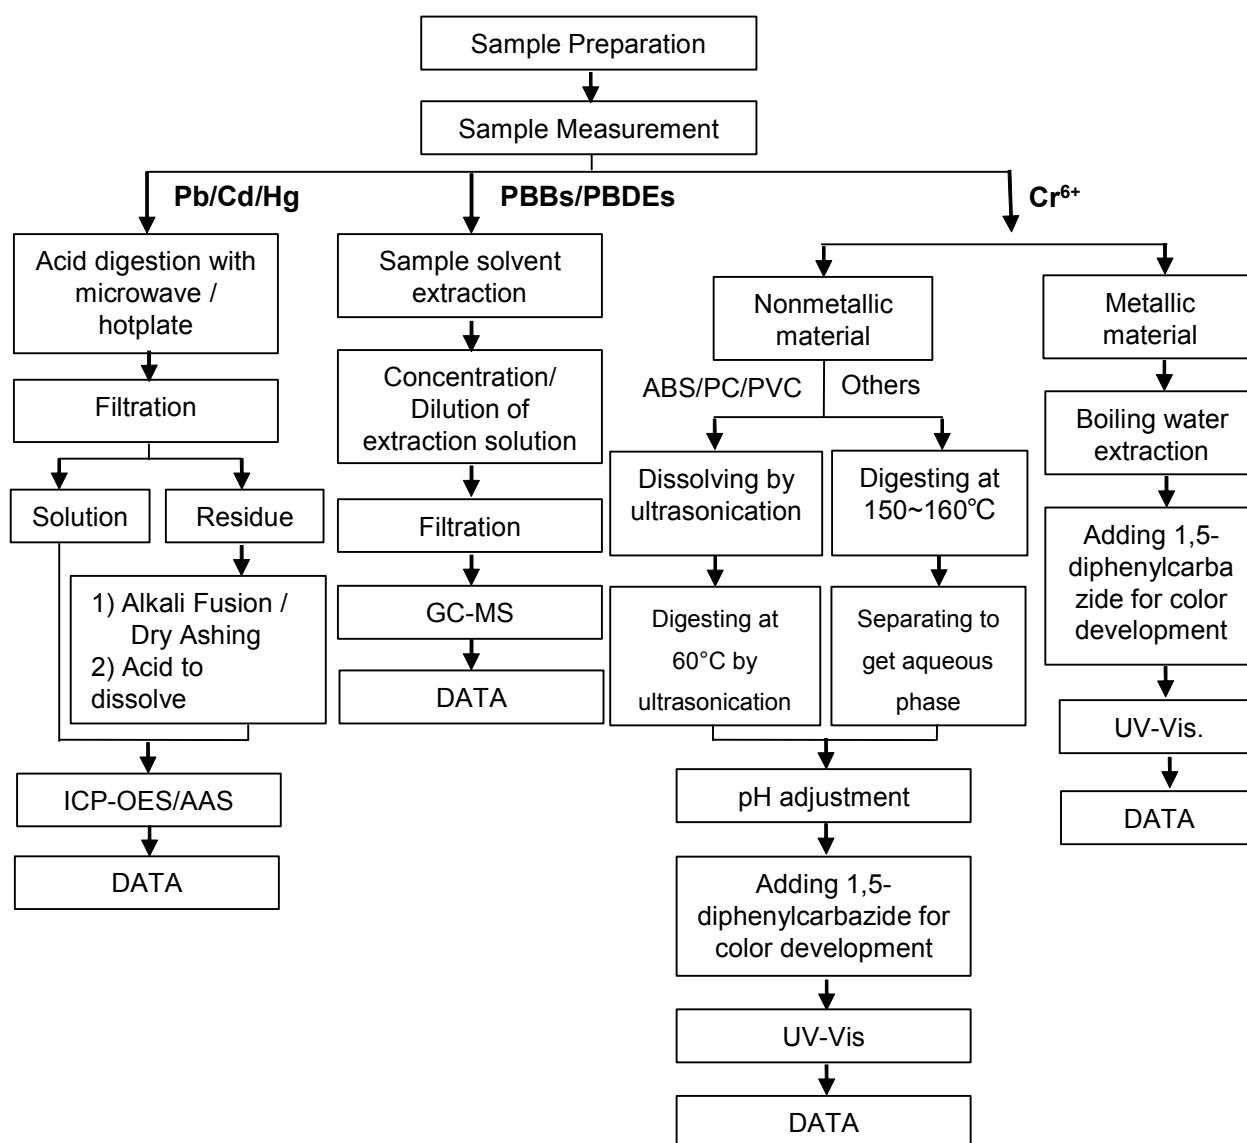 Sample Preparation
Sample Measurement
Pb/Cd/Hg
PBBs/PBDEs
Cr⁶⁺
Acid digestion with
microwave /
hotplate
Filtration
Solution
Residue
1) Alkali Fusion /
Dry Ashing
2) Acid to
dissolve
ICP-OES/AAS
DATA
Sample solvent
extraction
Concentration/
Dilution of
extraction solution
Filtration
GC-MS
DATA
Nonmetallic
material
ABS/PC/PVC
Others
Dissolving by
ultrasonication
Digesting at
60°C by
ultrasonication
Digesting at
150~160℃
Separating to
get aqueous
phase
pH adjustment
Adding 1,5-
diphenylcarbazide for
color development
UV-Vis
DATA
Metallic
material
Boiling water
extraction
Adding 1,5-
diphenylcarba
zide for color
development
UV-Vis.
DATA